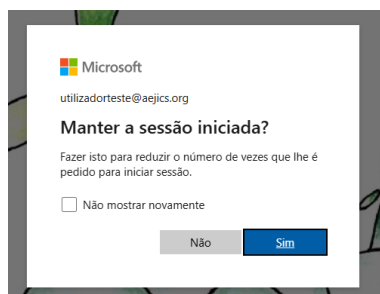 Microsoft
utilizadorteste@aejics.org
Manter a sessão iniciada?
Fazer isto para reduzir o número de vezes que lhe é
pedido para iniciar sessão.
Não mostrar novamente
Não
Sim